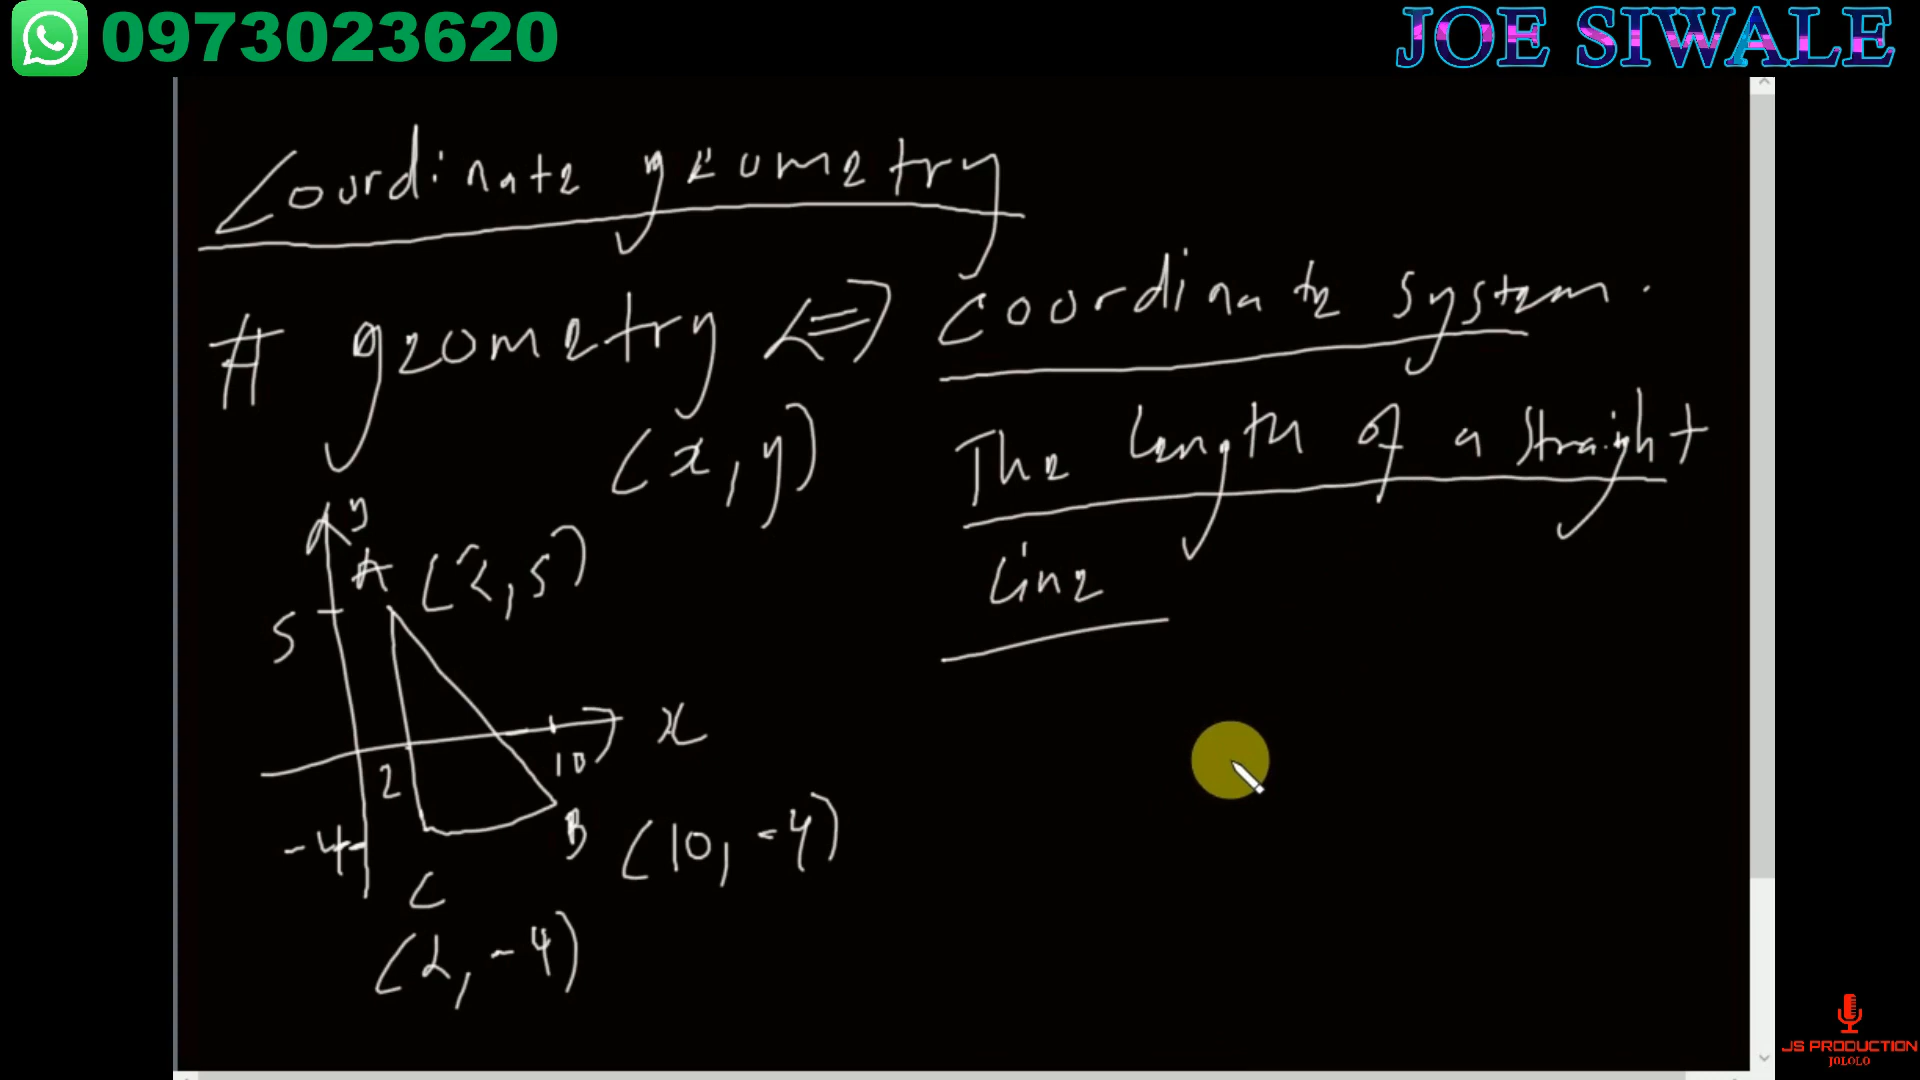 0973023620
JOE SIWALE
Coordinate geometry
# geometry <=> Coordinate system.
(x, y)
The length of a straight
line
y
A (2, 5)
5
x
2
10
-4
B (10, -4)
C
(2, -4)
JS PRODUCTION
JOLOLO